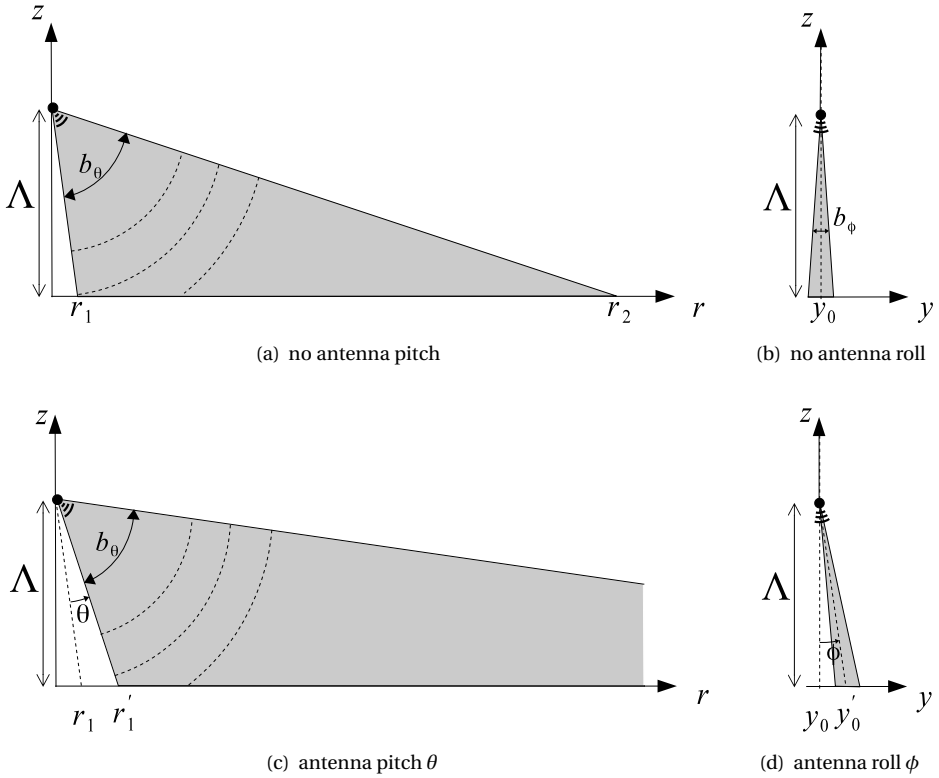 z
b_θ
Λ
r_1
r_2
r
(a) no antenna pitch
z
Λ
b_ϕ
y_0
y
(b) no antenna roll
z
b_θ
Λ
θ
r_1
r_1'
r
(c) antenna pitch θ
z
Λ
ϕ
y_0
y_0'
y
(d) antenna roll ϕ